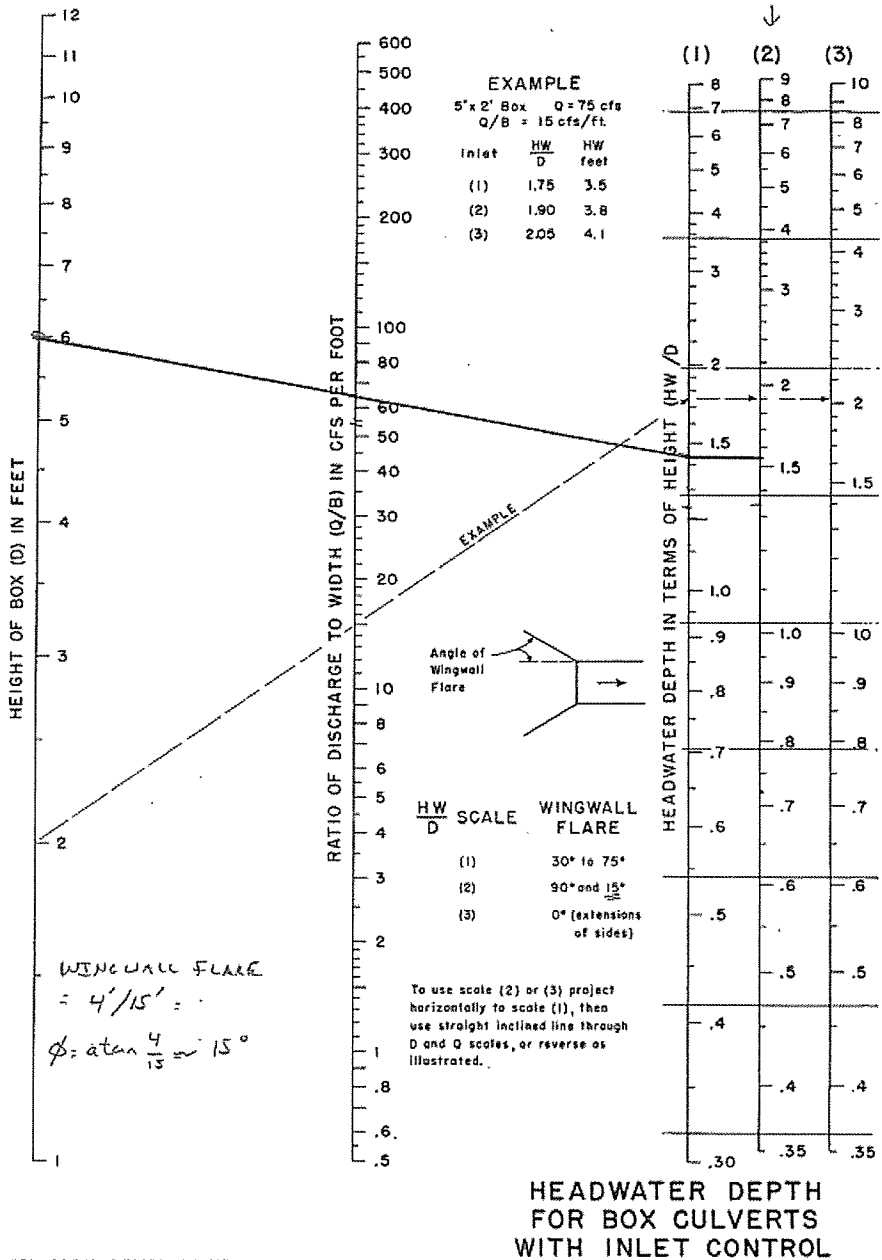 12
11
10
9
8
7
6
5
4
3
2
1
HEIGHT OF BOX (D) IN FEET
600
500
400
300
200
100
80
60
50
40
30
20
10
8
6
5
4
3
2
1
.8
.6
.5
RATIO OF DISCHARGE TO WIDTH (Q/B) IN CFS PER FOOT
EXAMPLE
5'x 2' Box Q = 75 cfs
Q/B = 15 cfs/ft.
Inlet HW/D HW feet
(1) 1.75 3.5
(2) 1.90 3.8
(3) 2.05 4.1
EXAMPLE
Angle of
Wingwall
Flare
HW/D SCALE WINGWALL FLARE
(1) 30° to 75°
(2) 90° and 15°
(3) 0° (extensions
of sides)
To use scale (2) or (3) project
horizontally to scale (1), then
use straight inclined line through
D and Q scales, or reverse as
illustrated.
WINGWALL FLARE
= 4'/15' =
φ = atan 4/15 ≈ 15°
HEADWATER DEPTH IN TERMS OF HEIGHT (HW/D
(1) (2) (3)
8
7
6
5
4
3
2
1.5
1.0
.9
.8
.7
.6
.5
.4
.30
9
8
7
6
5
4
3
2
1.5
1.0
.9
.8
.7
.6
.5
.4
.35
10
8
7
6
5
4
3
2
1.5
1.0
.9
.8
.7
.6
.5
.4
.35
HEADWATER DEPTH
FOR BOX CULVERTS
WITH INLET CONTROL